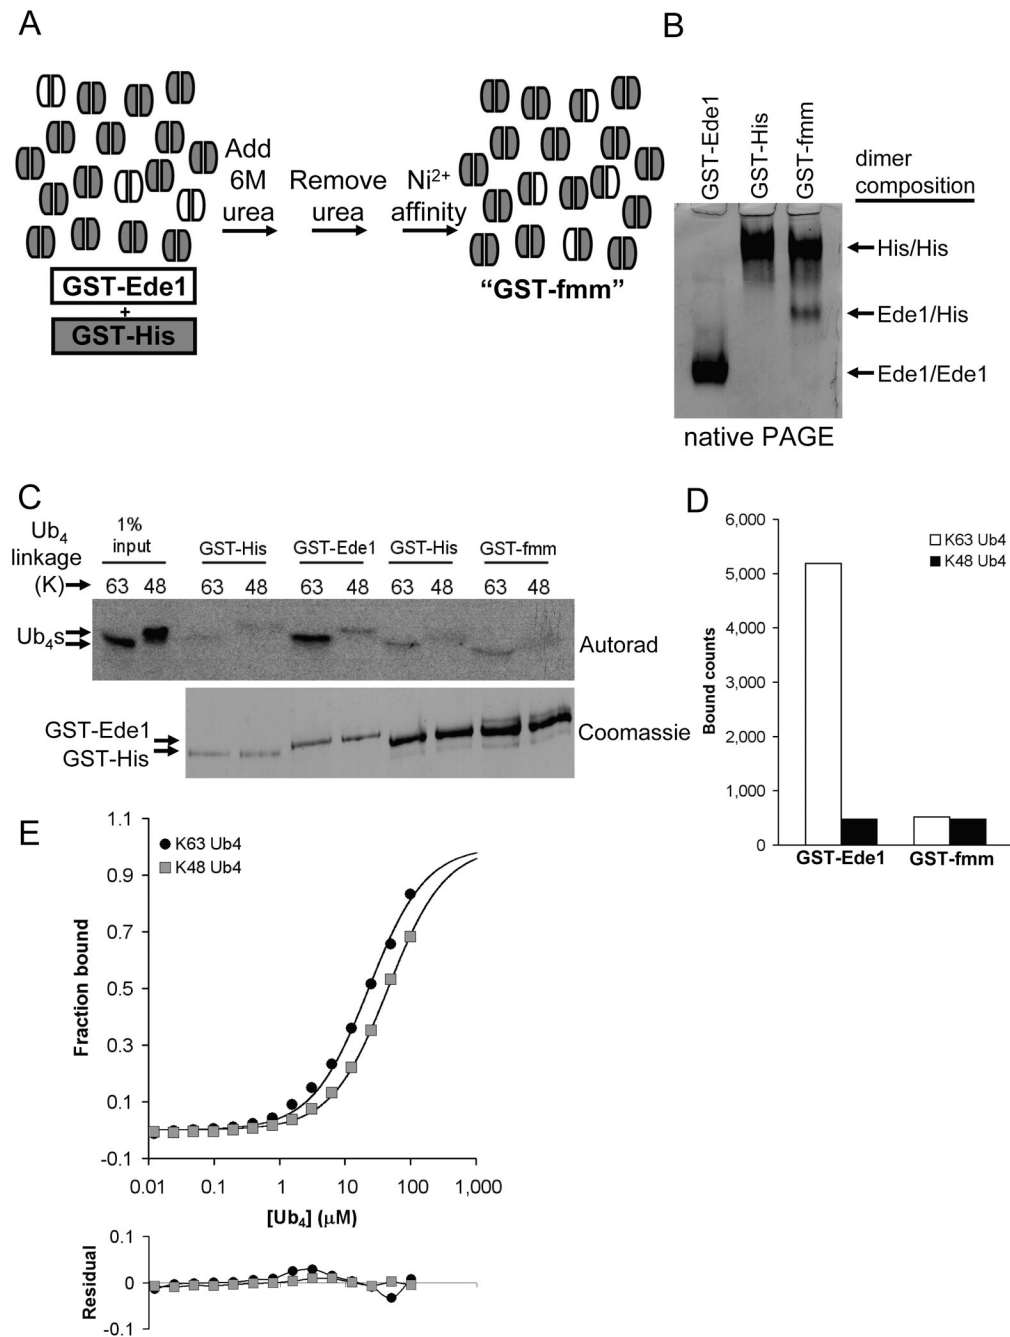 A
Add
6M
urea
Remove
urea
Ni2+
affinity
GST-Ede1
+
GST-His
“GST-fmm”
B
GST-Ede1
GST-His
GST-fmm
dimer
composition
His/His
Ede1/His
Ede1/Ede1
native PAGE
C
Ub4
linkage
(K)
1%
input
GST-His
GST-Ede1
GST-His
GST-fmm
63 48 63 48 63 48 63 48 63 48
Ub4s
Autorad
GST-Ede1
GST-His
Coomassie
D
6,000
5,000
4,000
3,000
2,000
1,000
0
Bound counts
K63 Ub4
K48 Ub4
GST-Ede1 GST-fmm
E
1.1
0.9
0.7
0.5
0.3
0.1
-0.1
Fraction bound
K63 Ub4
K48 Ub4
0.01 0.1 1 10 100 1,000
[Ub4] (µM)
0.1
0
-0.1
Residual